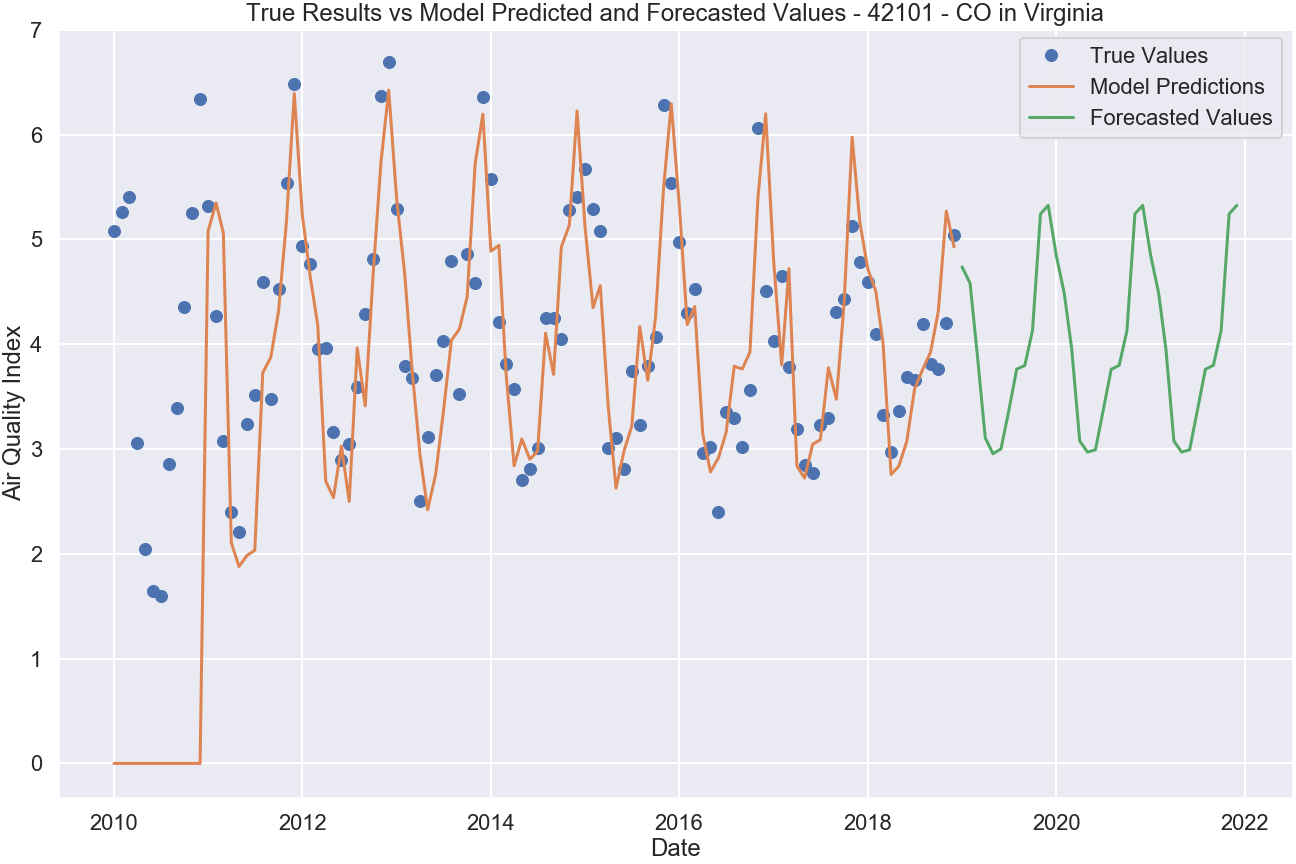 True Results vs Model Predicted and Forecasted Values - 42101 - CO in Virginia
True Values
Model Predictions
Forecasted Values
Air Quality Index
7
6
5
4
3
2
1
0
2010 2012 2014 2016 2018 2020 2022
Date